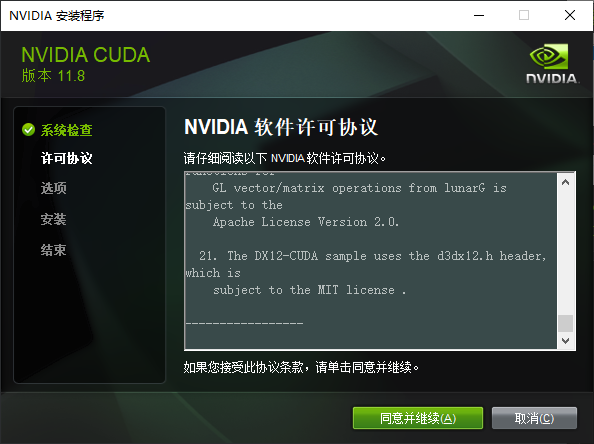 NVIDIA 安装程序
NVIDIA CUDA
版本 11.8
NVIDIA.
系统检查
许可协议
选项
安装
结束
NVIDIA 软件许可协议
请仔细阅读以下 NVIDIA 软件许可协议。
functions for
GL vector/matrix operations from lunarG is
subject to the
Apache License Version 2.0.
21. The DX12-CUDA sample uses the d3dx12.h header,
which is
subject to the MIT license .
-----------------
如果您接受此协议条款，请单击同意并继续。
同意并继续(A)
取消(C)